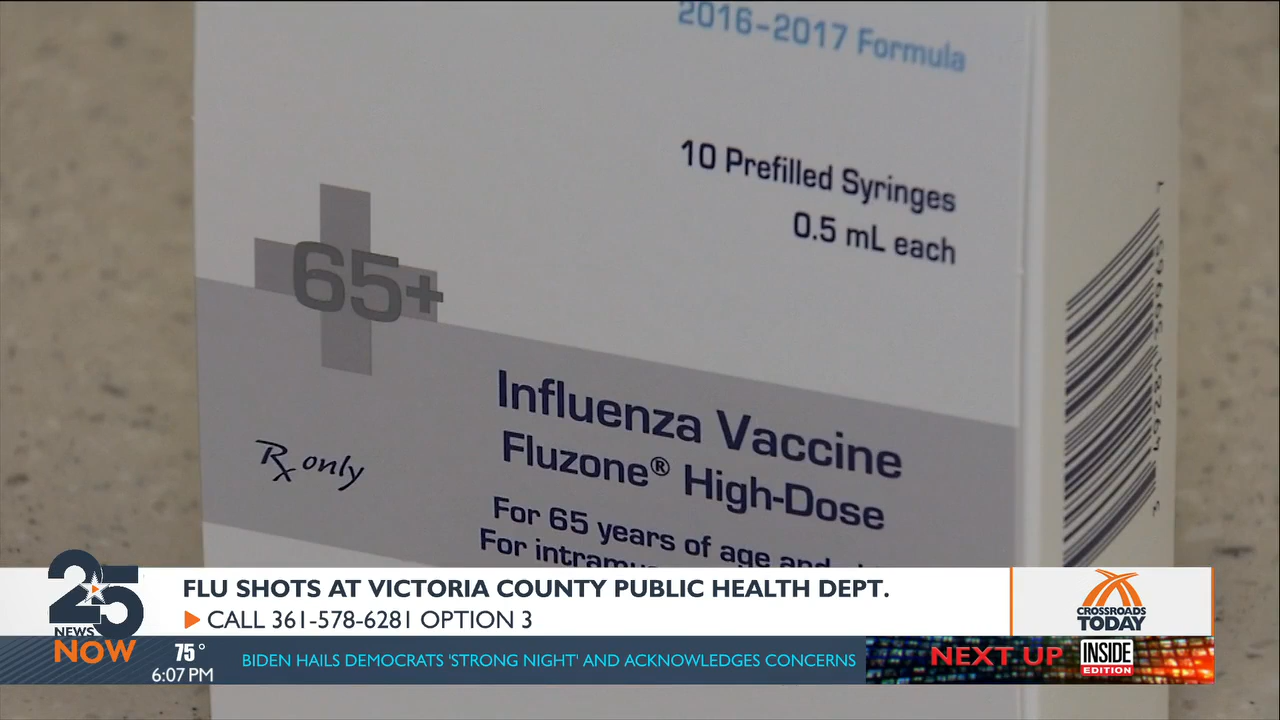 2016-2017 Formula
10 Prefilled Syringes
0.5 mL each
65+
Influenza Vaccine
Fluzone® High-Dose
Rx only
For 65 years of age and
For
FLU SHOTS AT VICTORIA COUNTY PUBLIC HEALTH DEPT.
CALL 361-578-6281 OPTION 3
25
NEWS
NOW
CROSSROADS
TODAY
75°
6:07 PM
BIDEN HAILS DEMOCRATS 'STRONG NIGHT' AND ACKNOWLEDGES CONCERNS
NEXT UP
INSIDE
EDITION